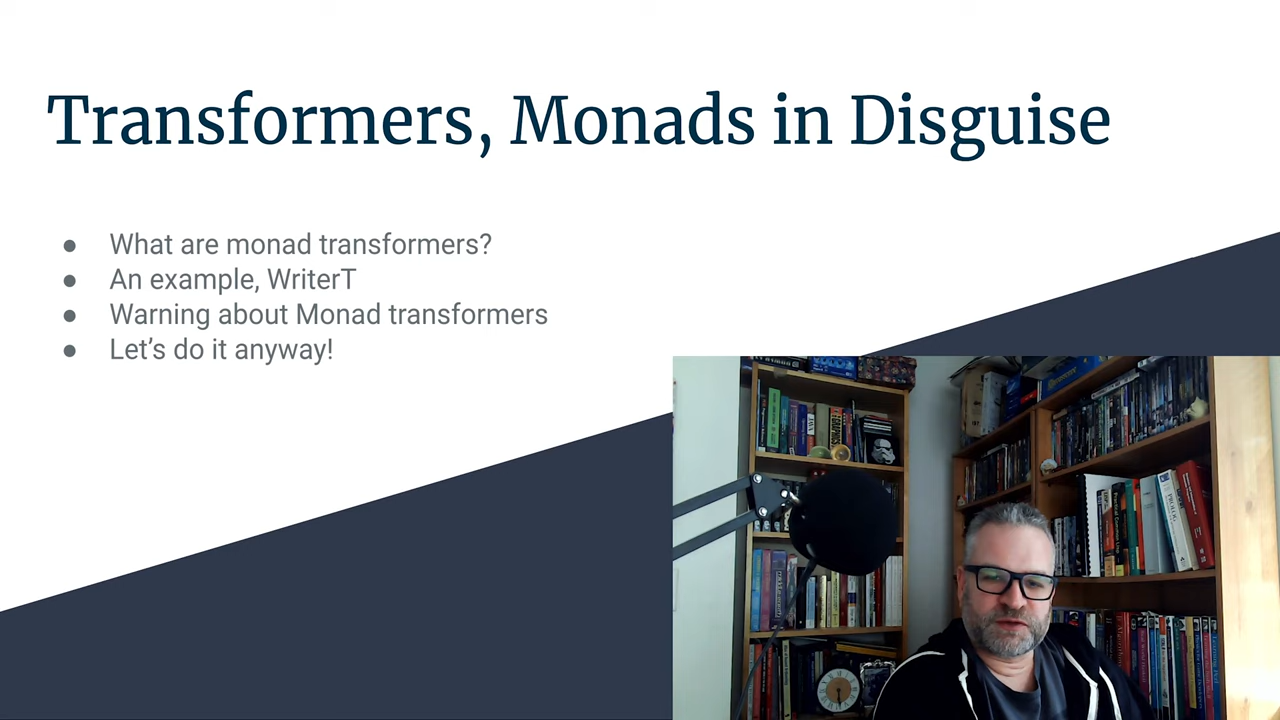 Transformers, Monads in Disguise
● What are monad transformers?
● An example, WriterT
● Warning about Monad transformers
● Let's do it anyway!
PROLOG